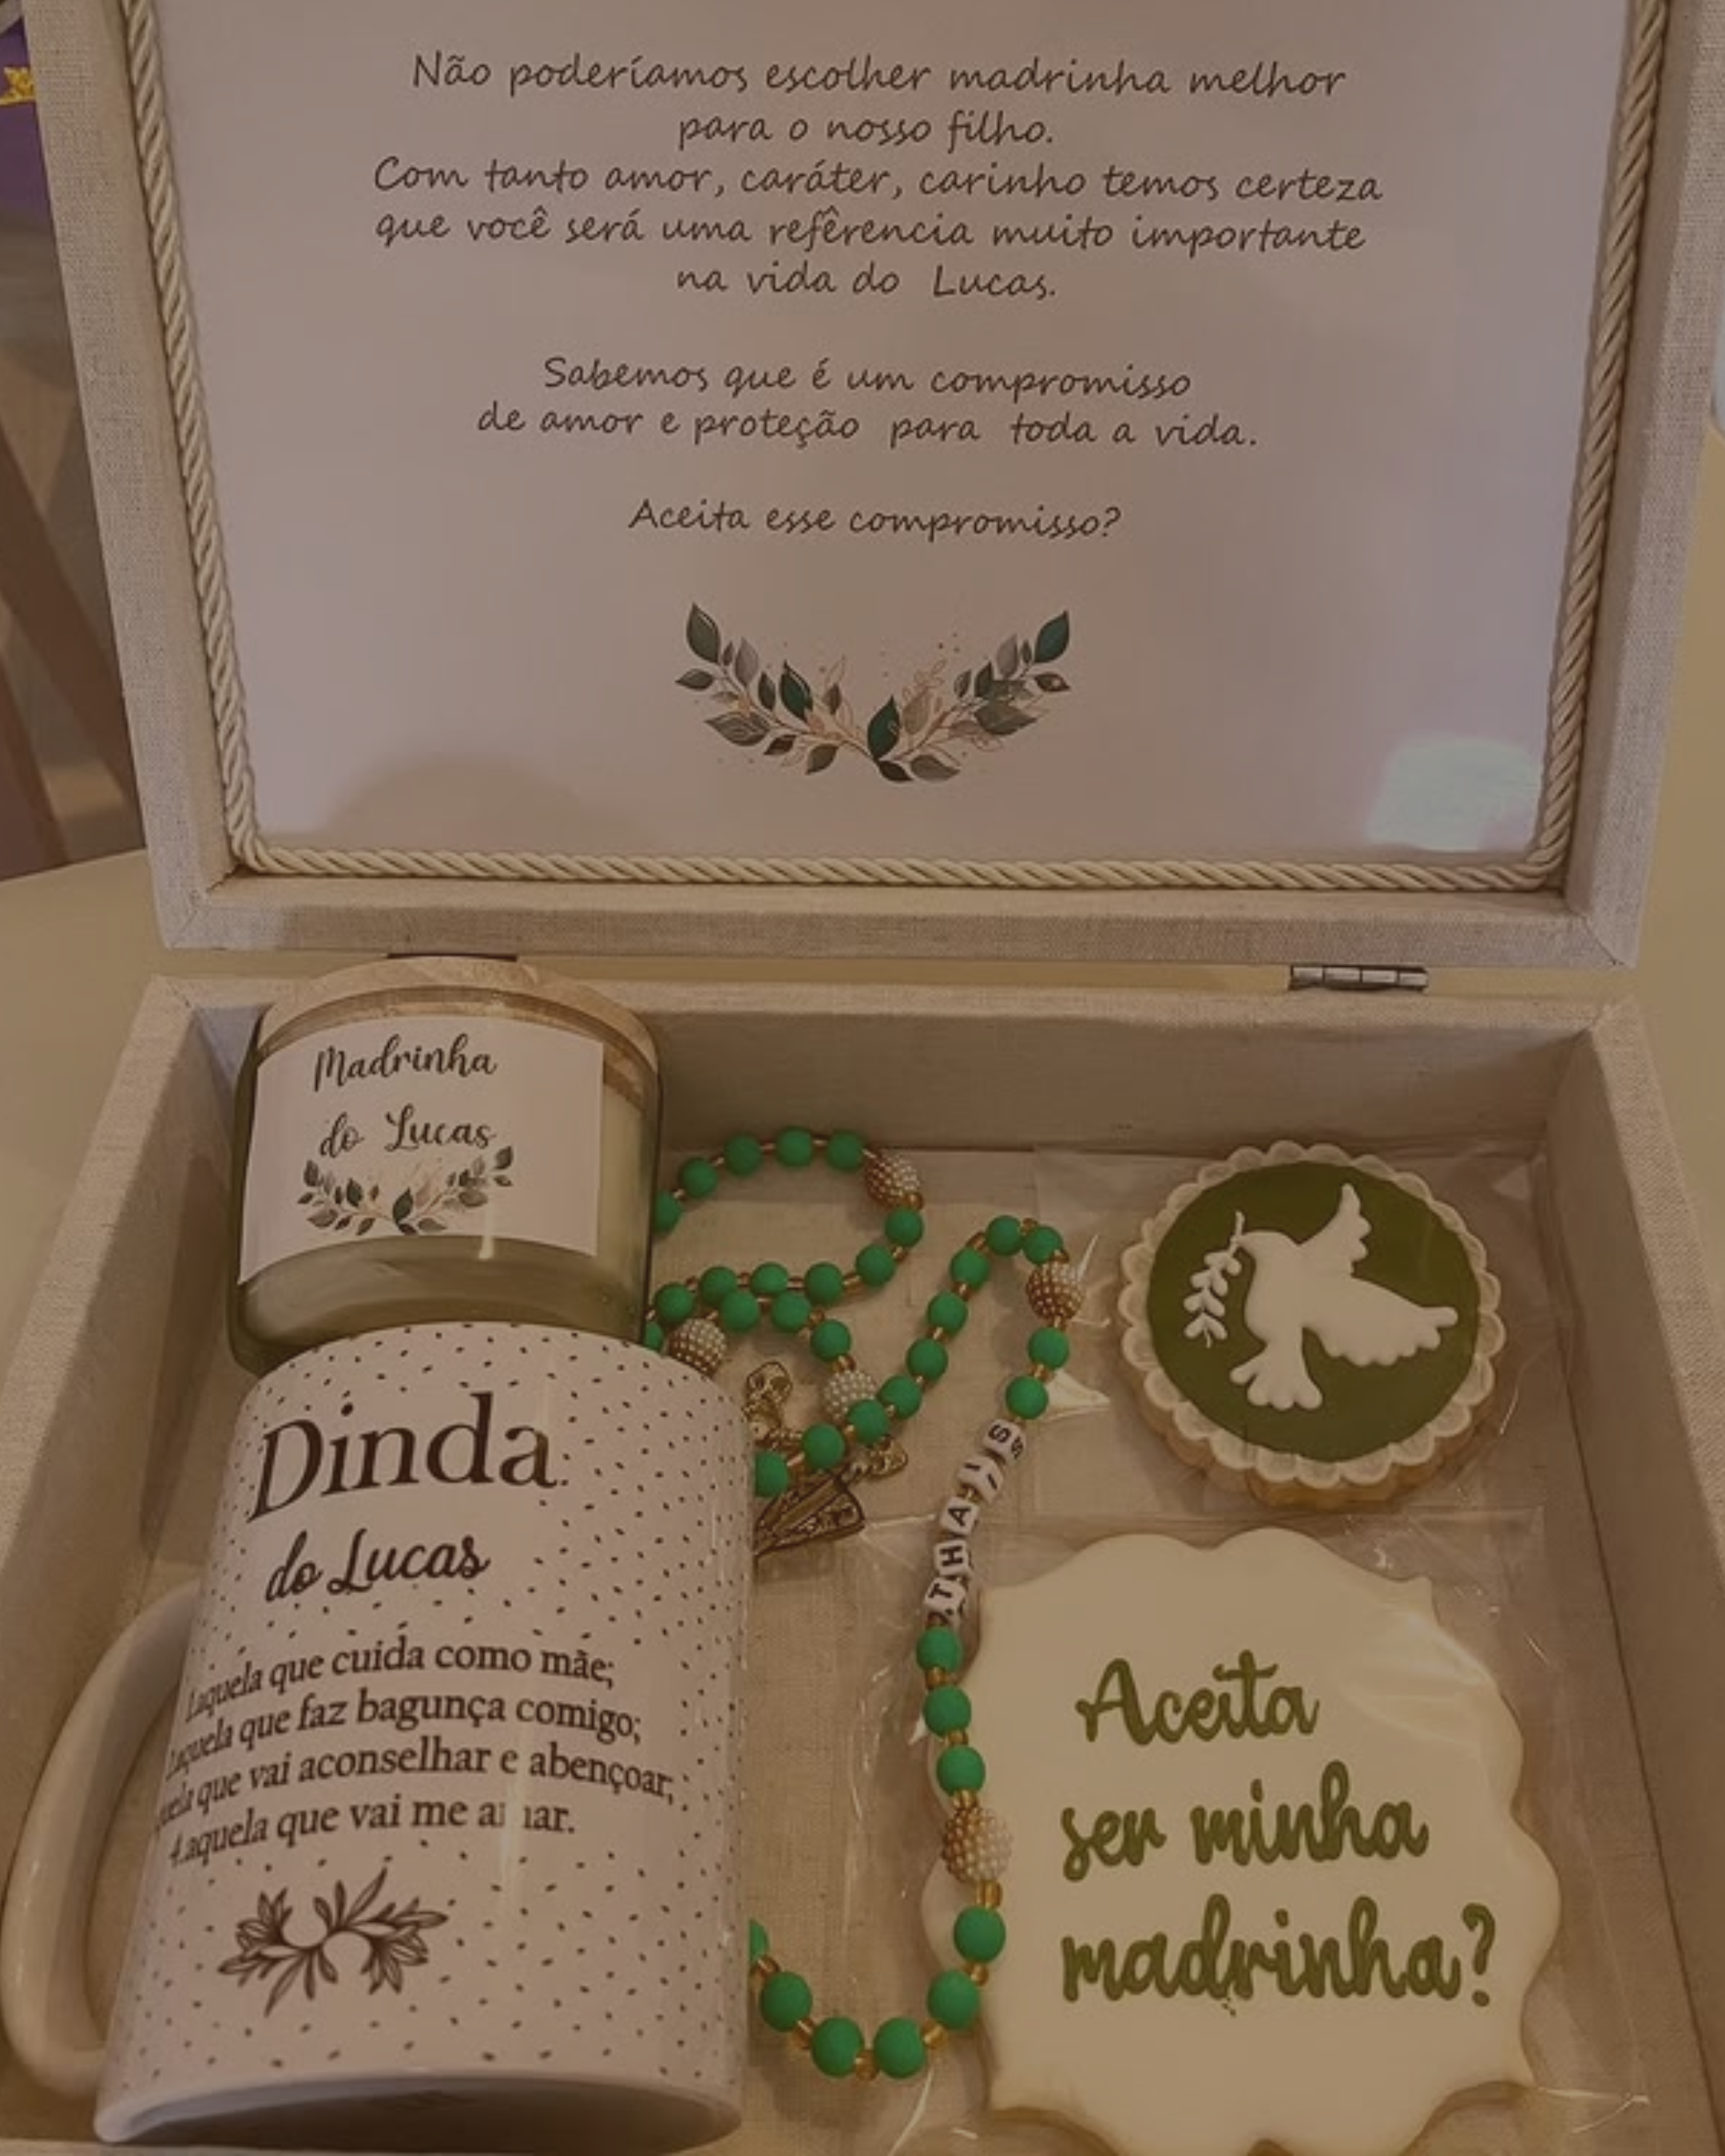 Não poderíamos escolher madrinha melhor
para o nosso filho.
Com tanto amor, caráter, carinho temos certeza
que você será uma refêrencia muito importante
na vida do Lucas.
Sabemos que é um compromisso
de amor e proteção para toda a vida.
Aceita esse compromisso?
Madrinha
do Lucas
Dinda
do Lucas
que cuida como mãe;
que faz bagunça comigo;
que vai aconselhar e abençoar,
aquela que vai me amar.
THAIS
Aceita
ser minha
madrinha?